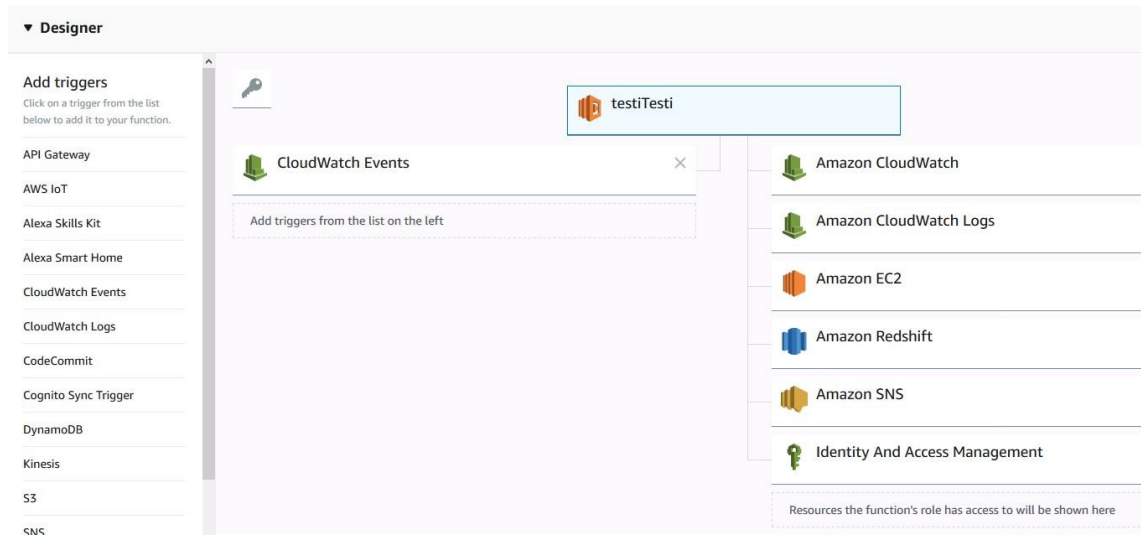 Designer
Add triggers
Click on a trigger from the list
below to add it to your function.
API Gateway
AWS IoT
Alexa Skills Kit
Alexa Smart Home
CloudWatch Events
CloudWatch Logs
CodeCommit
Cognito Sync Trigger
DynamoDB
Kinesis
S3
SNS
testiTesti
CloudWatch Events
Add triggers from the list on the left
Amazon CloudWatch
Amazon CloudWatch Logs
Amazon EC2
Amazon Redshift
Amazon SNS
Identity And Access Management
Resources the function's role has access to will be shown here